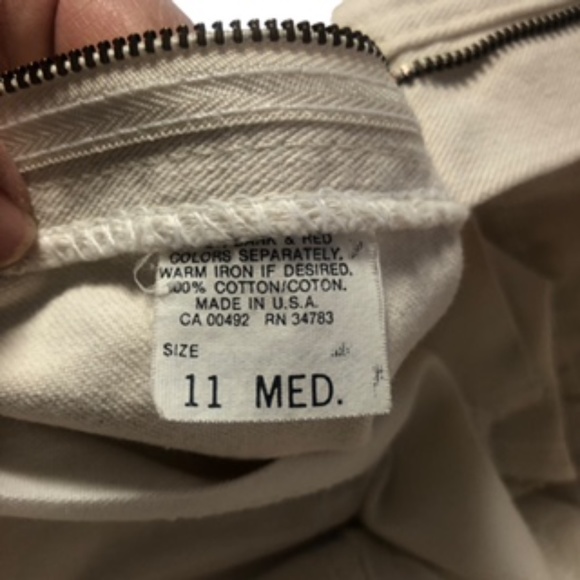 DARK & RED
COLORS SEPARATELY.
WARM IRON IF DESIRED.
100% COTTON/COTON.
MADE IN U.S.A.
CA 00492 RN 34783
SIZE
11 MED.